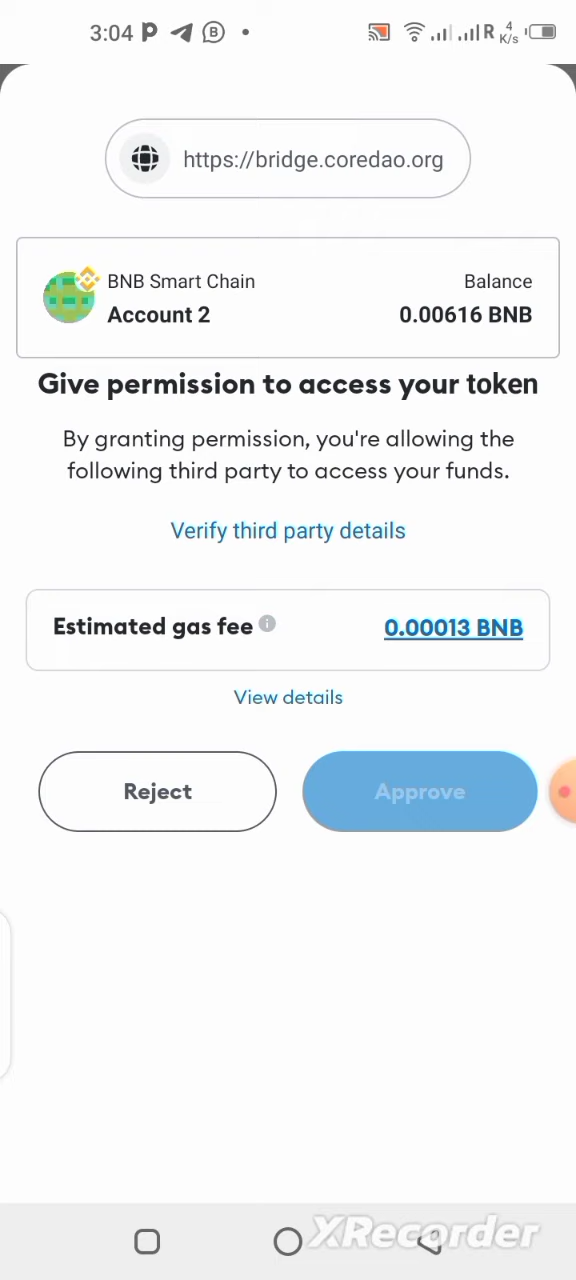 3:04
R 4 K/s
https://bridge.coredao.org
BNB Smart Chain Balance
Account 2 0.00616 BNB
Give permission to access your token
By granting permission, you're allowing the
following third party to access your funds.
Verify third party details
Estimated gas fee 0.00013 BNB
View details
Reject Approve
XRecorder